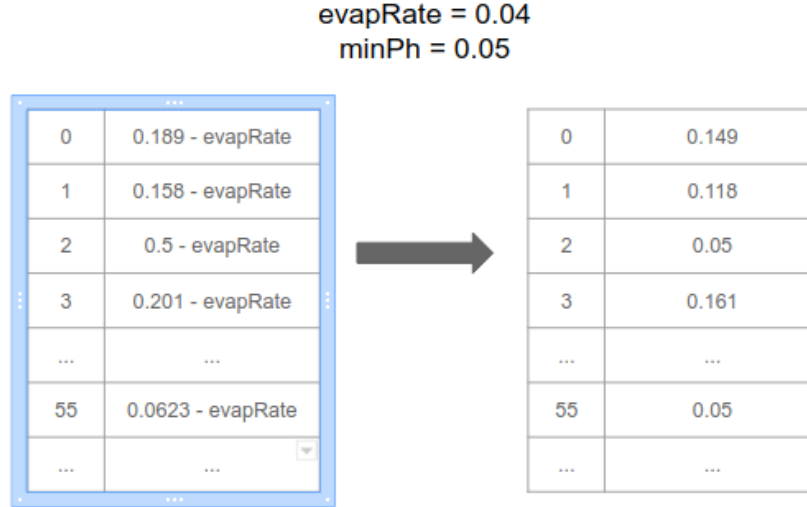 evapRate = 0.04
minPh = 0.05
0 0.189 - evapRate
1 0.158 - evapRate
2 0.5 - evapRate
3 0.201 - evapRate
... ...
55 0.0623 - evapRate
... ...
0 0.149
1 0.118
2 0.05
3 0.161
... ...
55 0.05
... ...